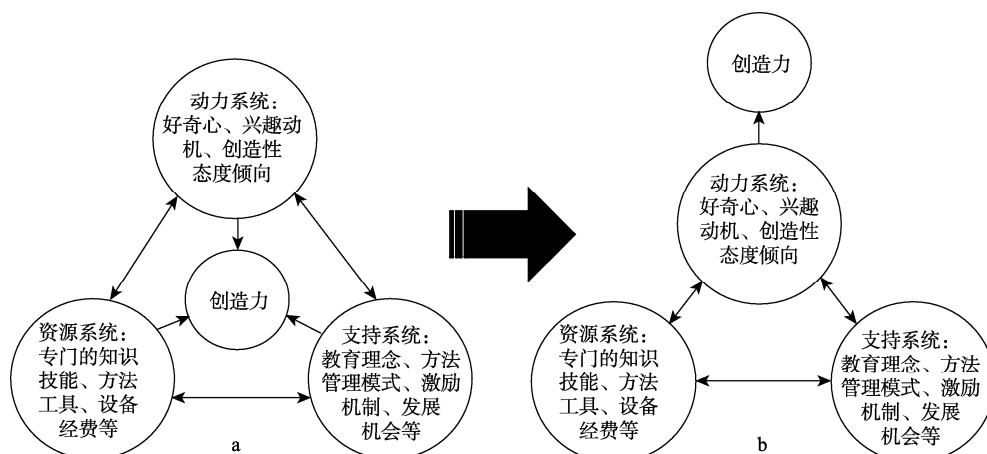 动力系统:
好奇心、兴趣动
机、创造性
态度倾向
创造力
资源系统:
专门的知识
技能、方法
工具、设备
经费等
支持系统:
教育理念、方法
管理模式、激励
机制、发展
机会等
a
创造力
动力系统:
好奇心、兴趣
动机、创造性
态度倾向
资源系统:
专门的知识
技能、方法
工具、设备
经费等
支持系统:
教育理念、方法
管理模式、激励
机制、发展
机会等
b